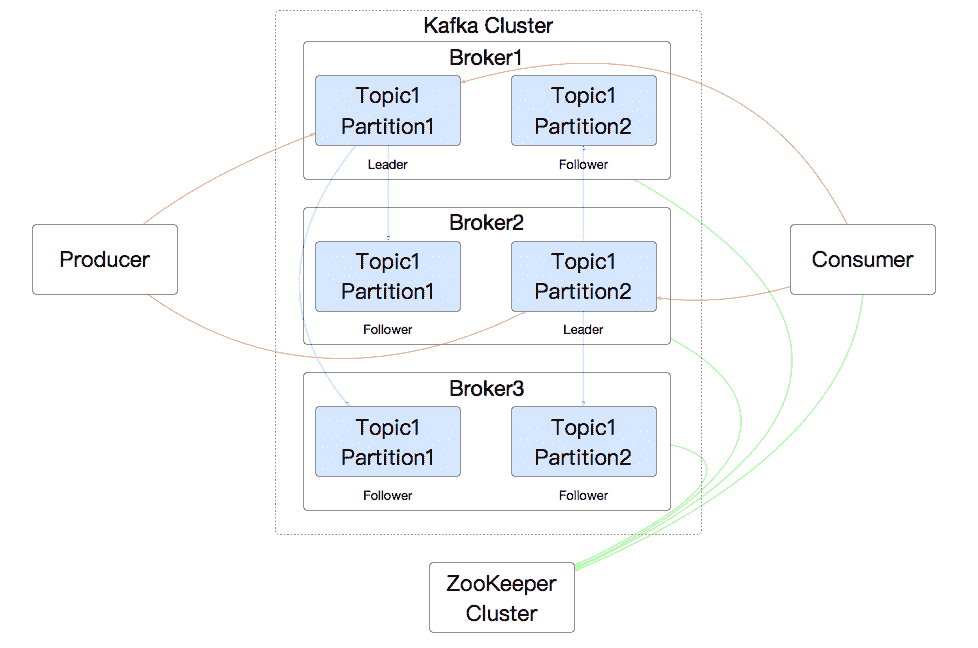 Kafka Cluster
Broker1
Topic1
Partition1
Leader
Topic1
Partition2
Follower
Broker2
Topic1
Partition1
Follower
Topic1
Partition2
Leader
Producer
Consumer
Broker3
Topic1
Partition1
Follower
Topic1
Partition2
Follower
ZooKeeper
Cluster